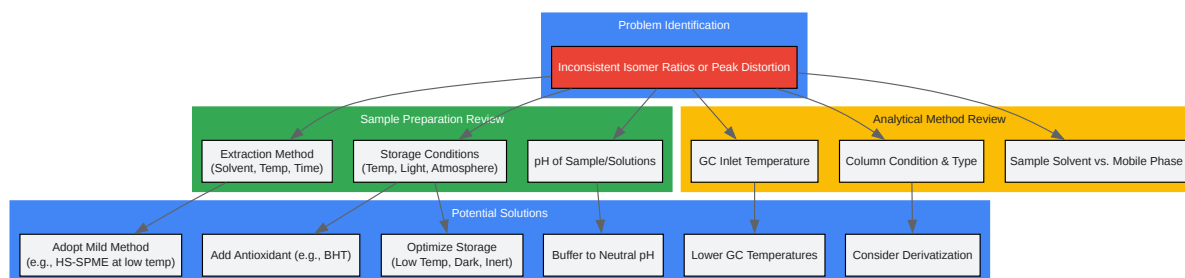 Problem Identification
Inconsistent Isomer Ratios or Peak Distortion
Sample Preparation Review
Analytical Method Review
Extraction Method
(Solvent, Temp, Time)
Storage Conditions
(Temp, Light, Atmosphere)
pH of Sample/Solutions
GC Inlet Temperature
Column Condition & Type
Sample Solvent vs. Mobile Phase
Potential Solutions
Adopt Mild Method
(e.g., HS-SPME at low temp)
Add Antioxidant (e.g., BHT)
Optimize Storage
(Low Temp, Dark, Inert)
Buffer to Neutral pH
Lower GC Temperatures
Consider Derivatization